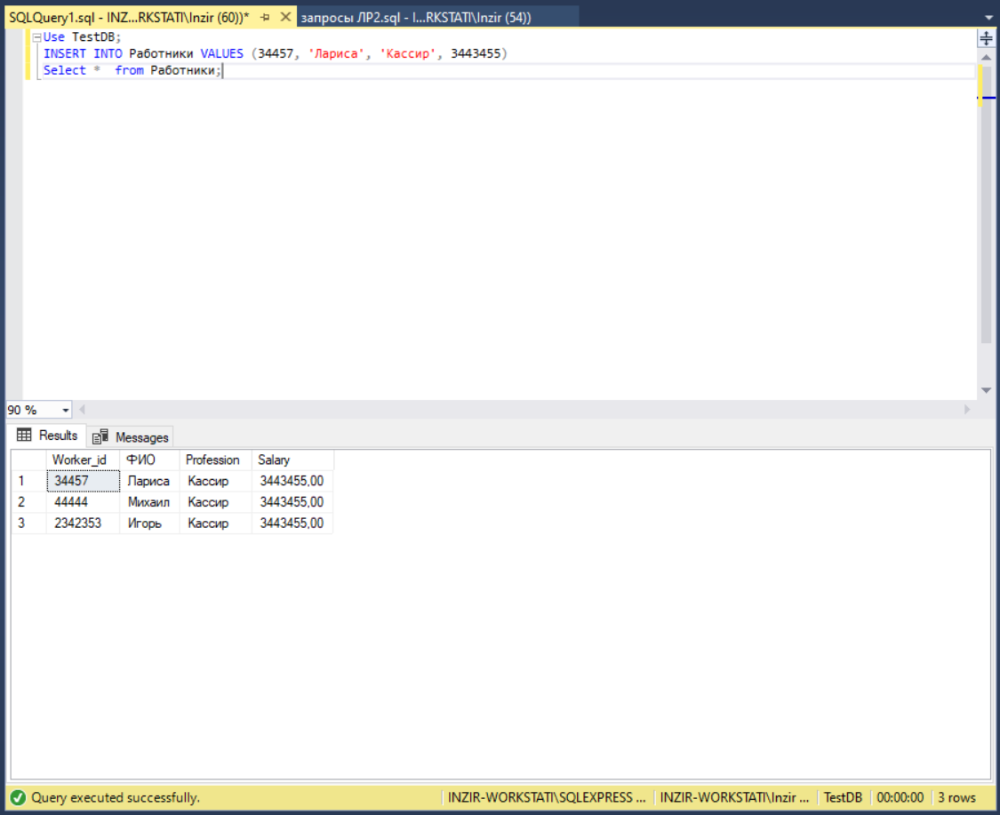 SQLQuery1.sql - INZ...RKSTATI\Inzir (60))* запросы ЛР2.sql - I...RKSTATI\Inzir (54))
Use TestDB;
INSERT INTO Работники VALUES (34457, 'Лариса', 'Кассир', 3443455)
Select * from Работники;
90 %
Results Messages
Worker_id ФИО Profession Salary
1 34457 Лариса Кассир 3443455,00
2 44444 Михаил Кассир 3443455,00
3 2342353 Игорь Кассир 3443455,00
Query executed successfully. INZIR-WORKSTATI\SQLEXPRESS ... INZIR-WORKSTATI\Inzir ... TestDB 00:00:00 3 rows